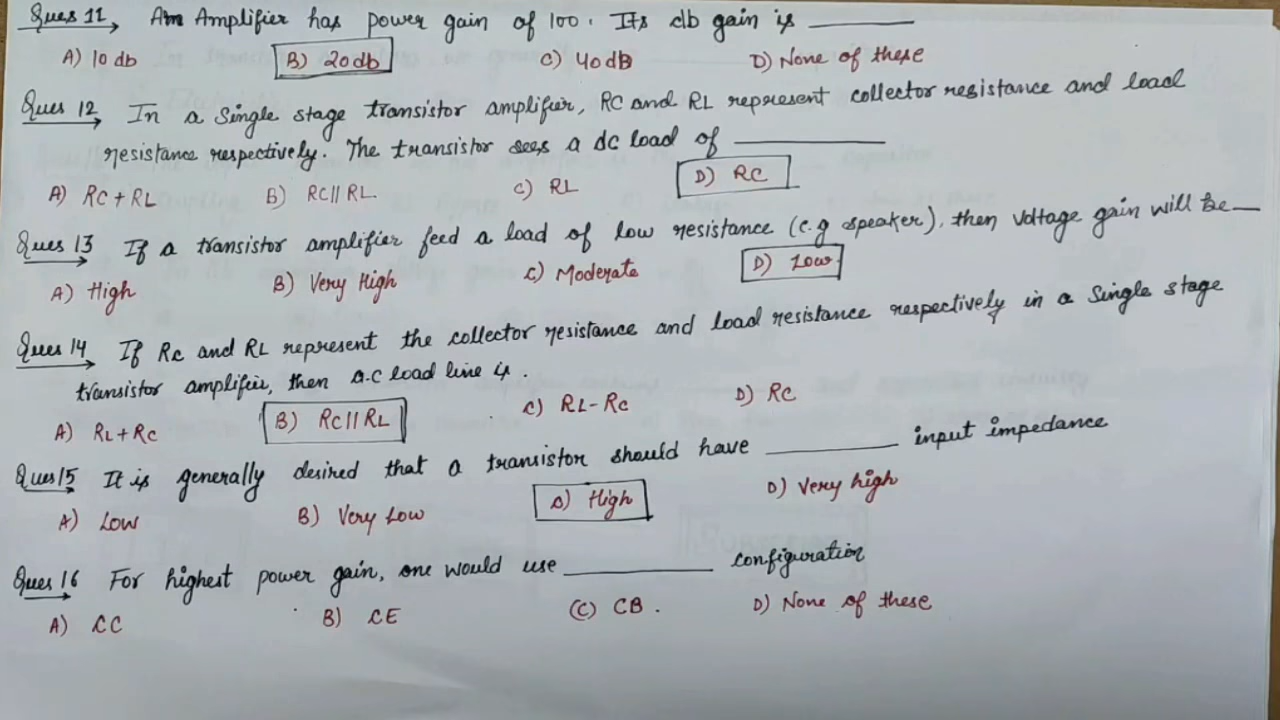 Ques 11 Am Amplifier has power gain of 100. Its db gain is ________
A) 10 db B) 20db C) 40dB D) None of these
Ques 12 In a Single stage transistor amplifier, RC and RL represent collector resistance and load
resistance respectively. The transistor sees a dc load of ________
A) RC + RL B) RC|| RL C) RL D) RC
Ques 13 If a transistor amplifier feed a load of low resistance (e.g speaker), then voltage gain will be __
A) High B) Very High C) Moderate D) Low
Ques 14 If Rc and RL represent the collector resistance and load resistance respectively in a Single stage
transistor amplifier, then a.c load line is.
A) RL + RC B) RC || RL C) RL - RC D) RC
Ques 15 It is generally desired that a transistor should have ________ input impedance
A) Low B) Very Low High D) Very high
Ques 16 For highest power gain, one would use ________ configuration
A) CC B) CE (C) CB . D) None of these